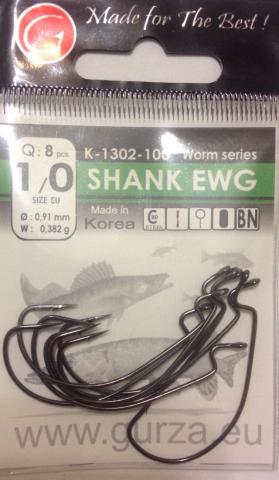 G
Made for The Best !
Q : 8 pcs.
K-1302-100 Worm series
1,0
SIZE EU
SHANK EWG
Ø : 0,91 mm
W : 0,382 g
Made in
Korea
STEEL
BN
www.gurza.eu